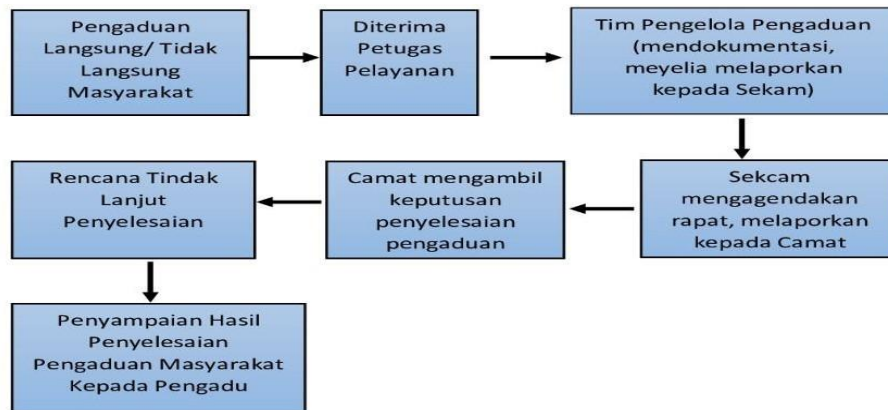 Pengaduan
Langsung/ Tidak
Langsung
Masyarakat
Diterima
Petugas
Pelayanan
Tim Pengelola Pengaduan
(mendokumentasi,
meyelia melaporkan
kepada Sekam)
Sekcam
mengagendakan
rapat, melaporkan
kepada Camat
Camat mengambil
keputusan
penyelesaian
pengaduan
Rencana Tindak
Lanjut
Penyelesaian
Penyampaian Hasil
Penyelesaian
Pengaduan Masyarakat
Kepada Pengadu